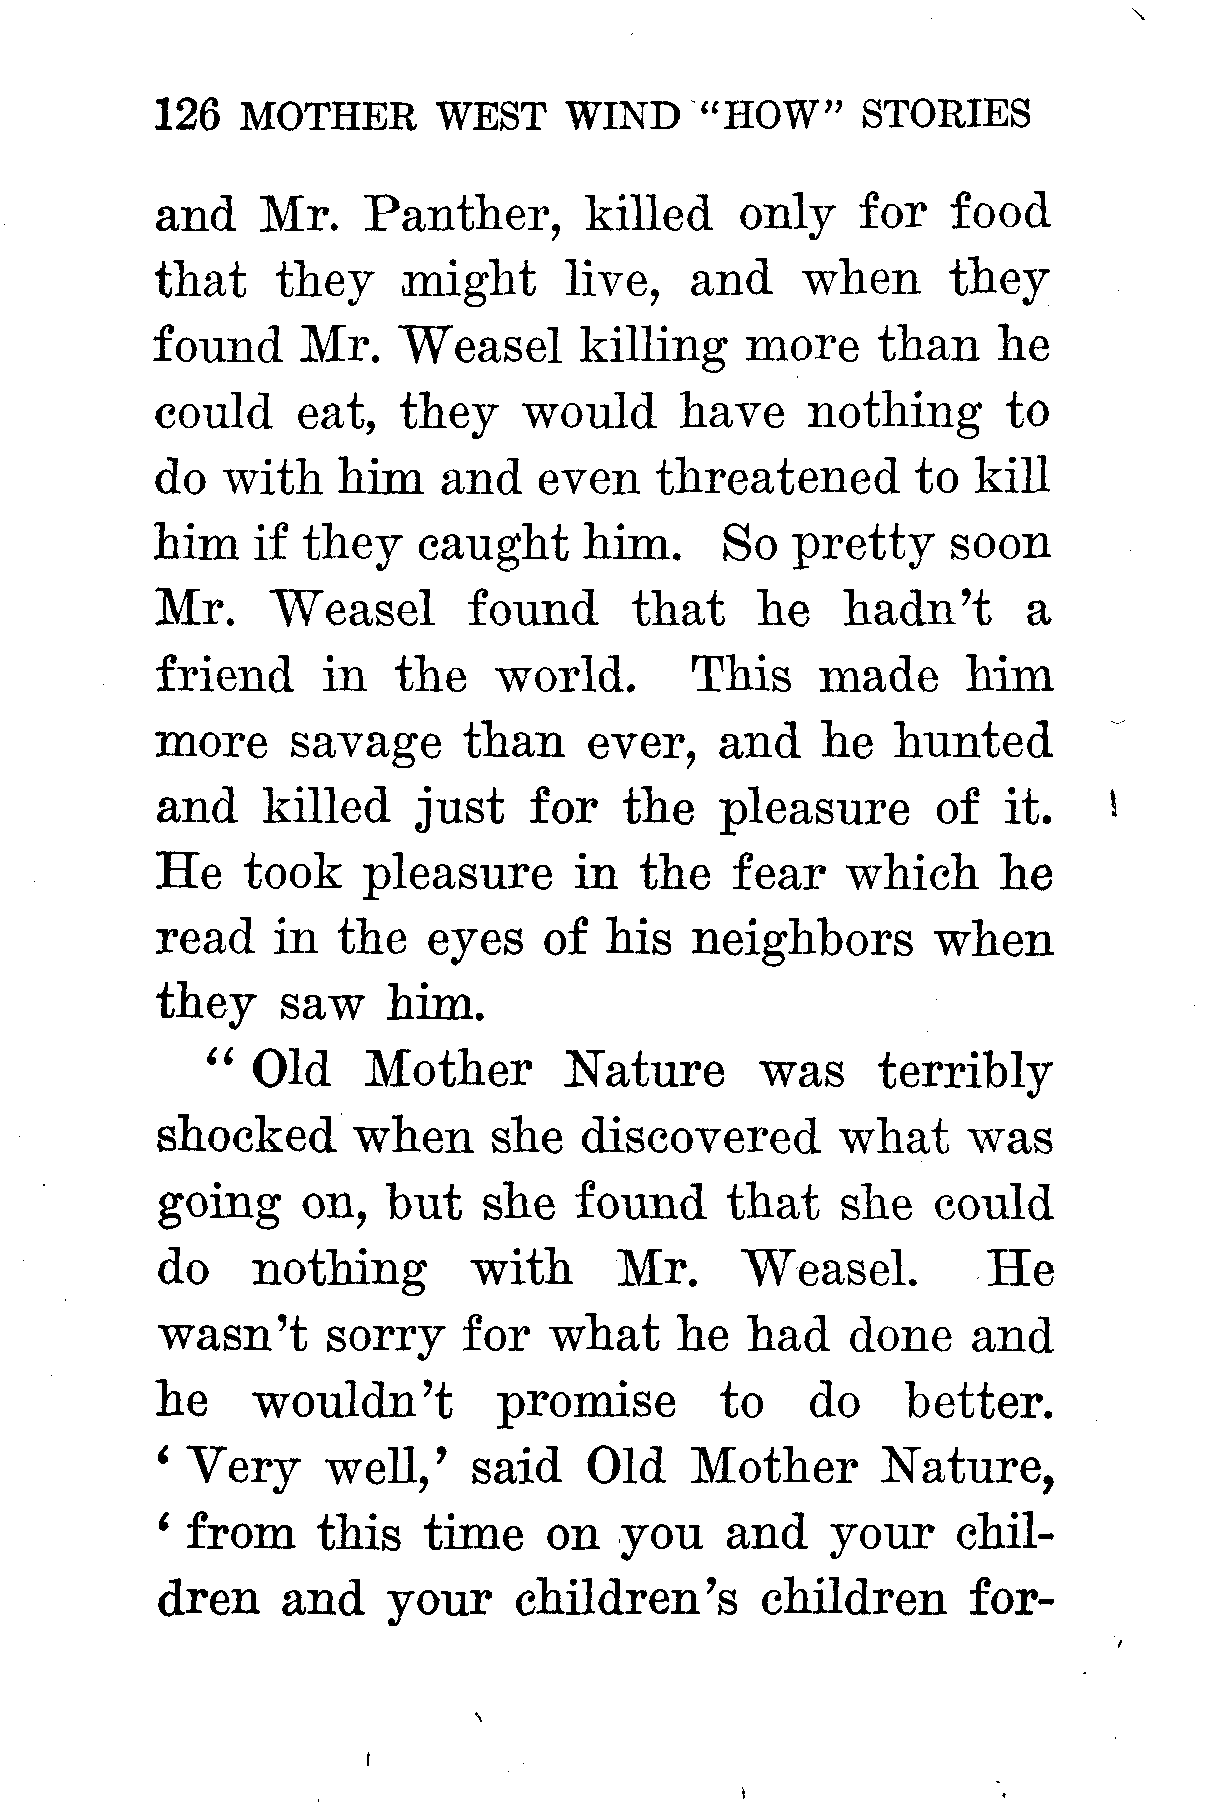 126 MOTHER WEST WIND "HOW" STORIES
and Mr. Panther, killed only for food
that they might live, and when they
found Mr. Weasel killing more than he
could eat, they would have nothing to
do with him and even threatened to kill
him if they caught him. So pretty soon
Mr. Weasel found that he hadn't a
friend in the world. This made him
more savage than ever, and he hunted
and killed just for the pleasure of it.
He took pleasure in the fear which he
read in the eyes of his neighbors when
they saw him.
" Old Mother Nature was terribly
shocked when she discovered what was
going on, but she found that she could
do nothing with Mr. Weasel. He
wasn't sorry for what he had done and
he wouldn't promise to do better.
' Very well,' said Old Mother Nature,
' from this time on you and your chil-
dren and your children's children for-